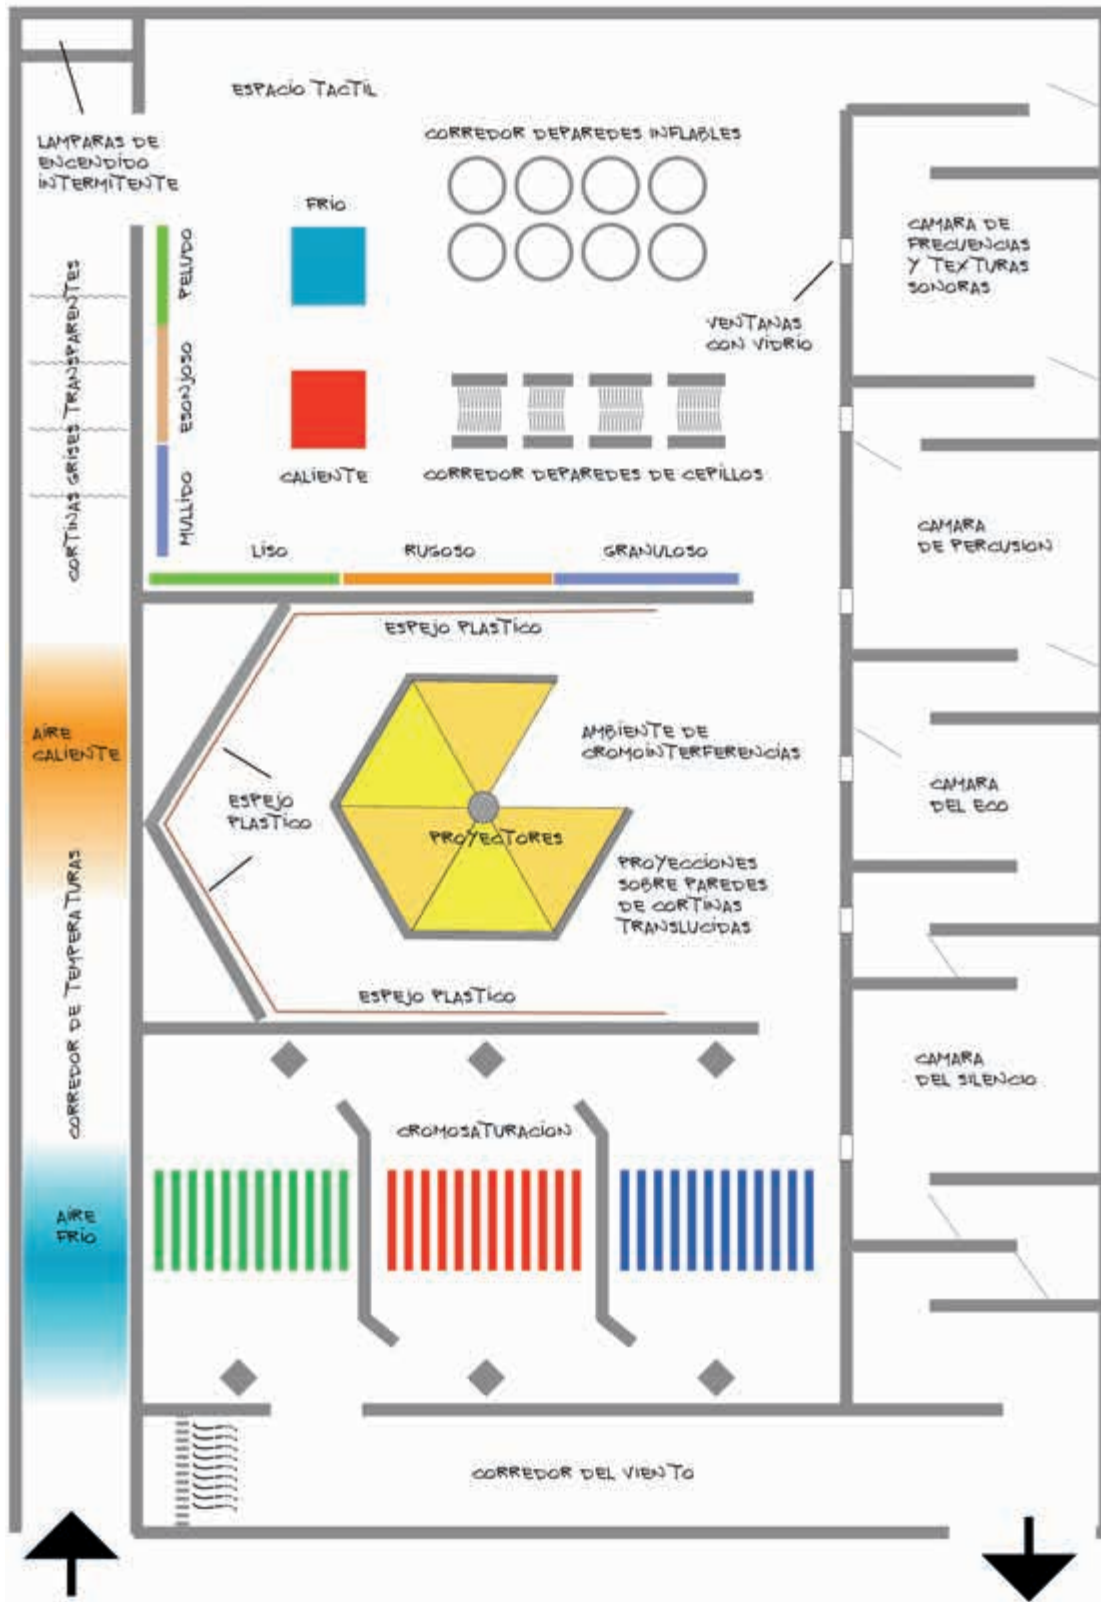 ESPACIO TACTIL
LAMPARAS DE
ENCENDIDO
INTERMITENTE
CORREDOR DEPAREDES INFLABLES
FRIO
CALIENTE
PELUDO
ESONJOSO
MULLIDO
CORTINAS GRISES TRANSPARENTES
VENTANAS
CON VIDRIO
CORREDOR DEPAREDES DE CEPILLOS
LISO
RUGOSO
GRANULOSO
CAMARA DE
FRECUENCIAS
Y TEXTURAS
SONORAS
CAMARA
DE PERCUSION
ESPEJO PLASTICO
AIRE
CALIENTE
ESPEJO
PLASTICO
AMBIENTE DE
CROMOINTERFERENCIAS
PROYECTORES
PROYECCIONES
SOBRE PAREDES
DE CORTINAS
TRANSLUCIDAS
CAMARA
DEL ECO
ESPEJO PLASTICO
CORREDOR DE TEMPERATURAS
CAMARA
DEL SILENCIO
CROMOSATURACION
AIRE
FRIO
CORREDOR DEL VIENTO